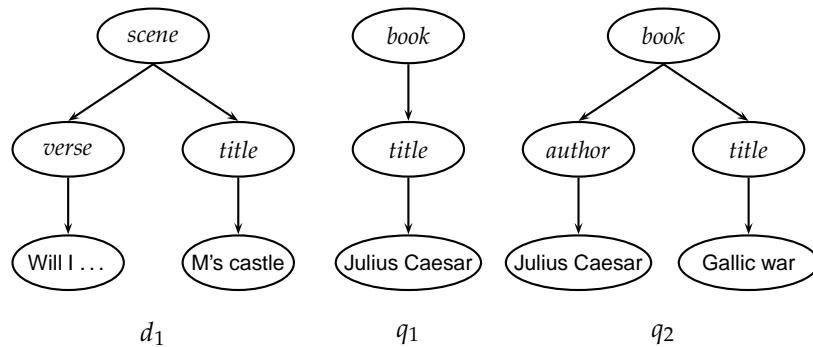 scene book book
verse title title author title
Will I . . . M's castle Julius Caesar Julius Caesar Gallic war
d1 q1 q2